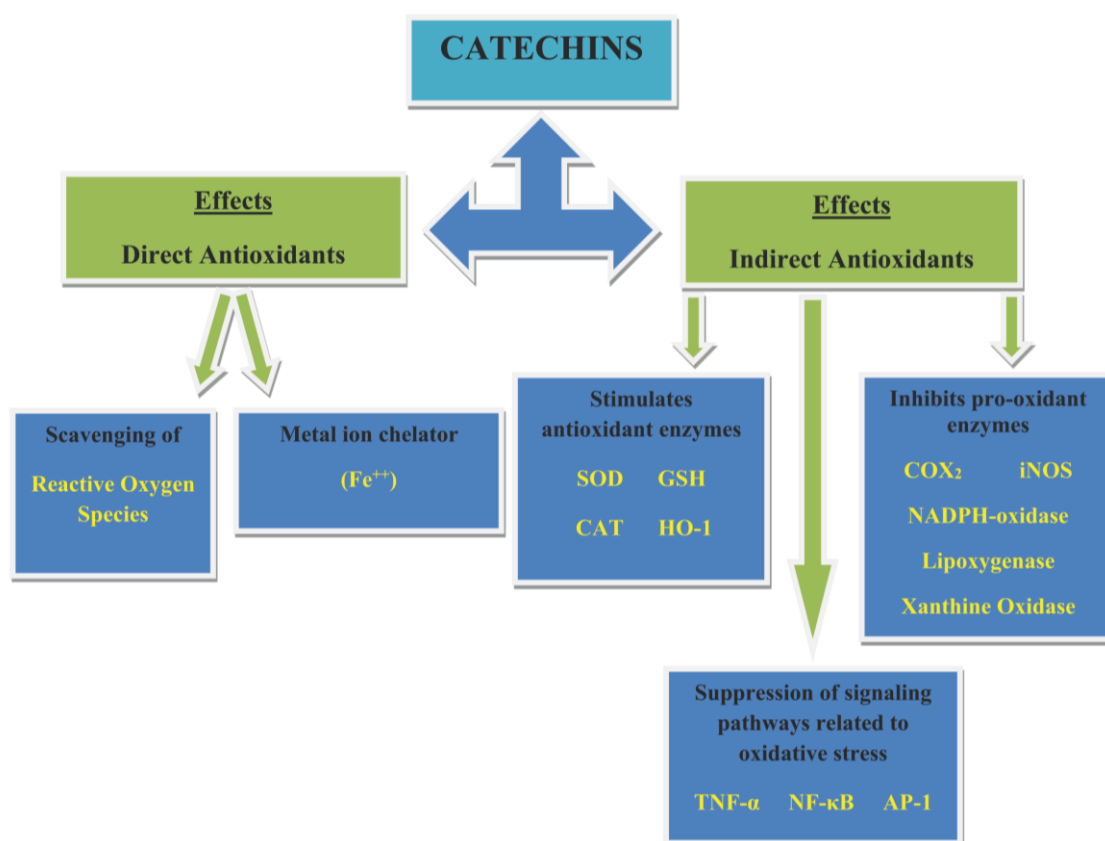 CATECHINS
Effects
Direct Antioxidants
Effects
Indirect Antioxidants
Scavenging of
Reactive Oxygen
Species
Metal ion chelator
(Fe⁺⁺)
Stimulates
antioxidant enzymes
SOD GSH
CAT HO-1
Inhibits pro-oxidant
enzymes
COX₂ iNOS
NADPH-oxidase
Lipoxygenase
Xanthine Oxidase
Suppression of signaling
pathways related to
oxidative stress
TNF-α NF-κB AP-1